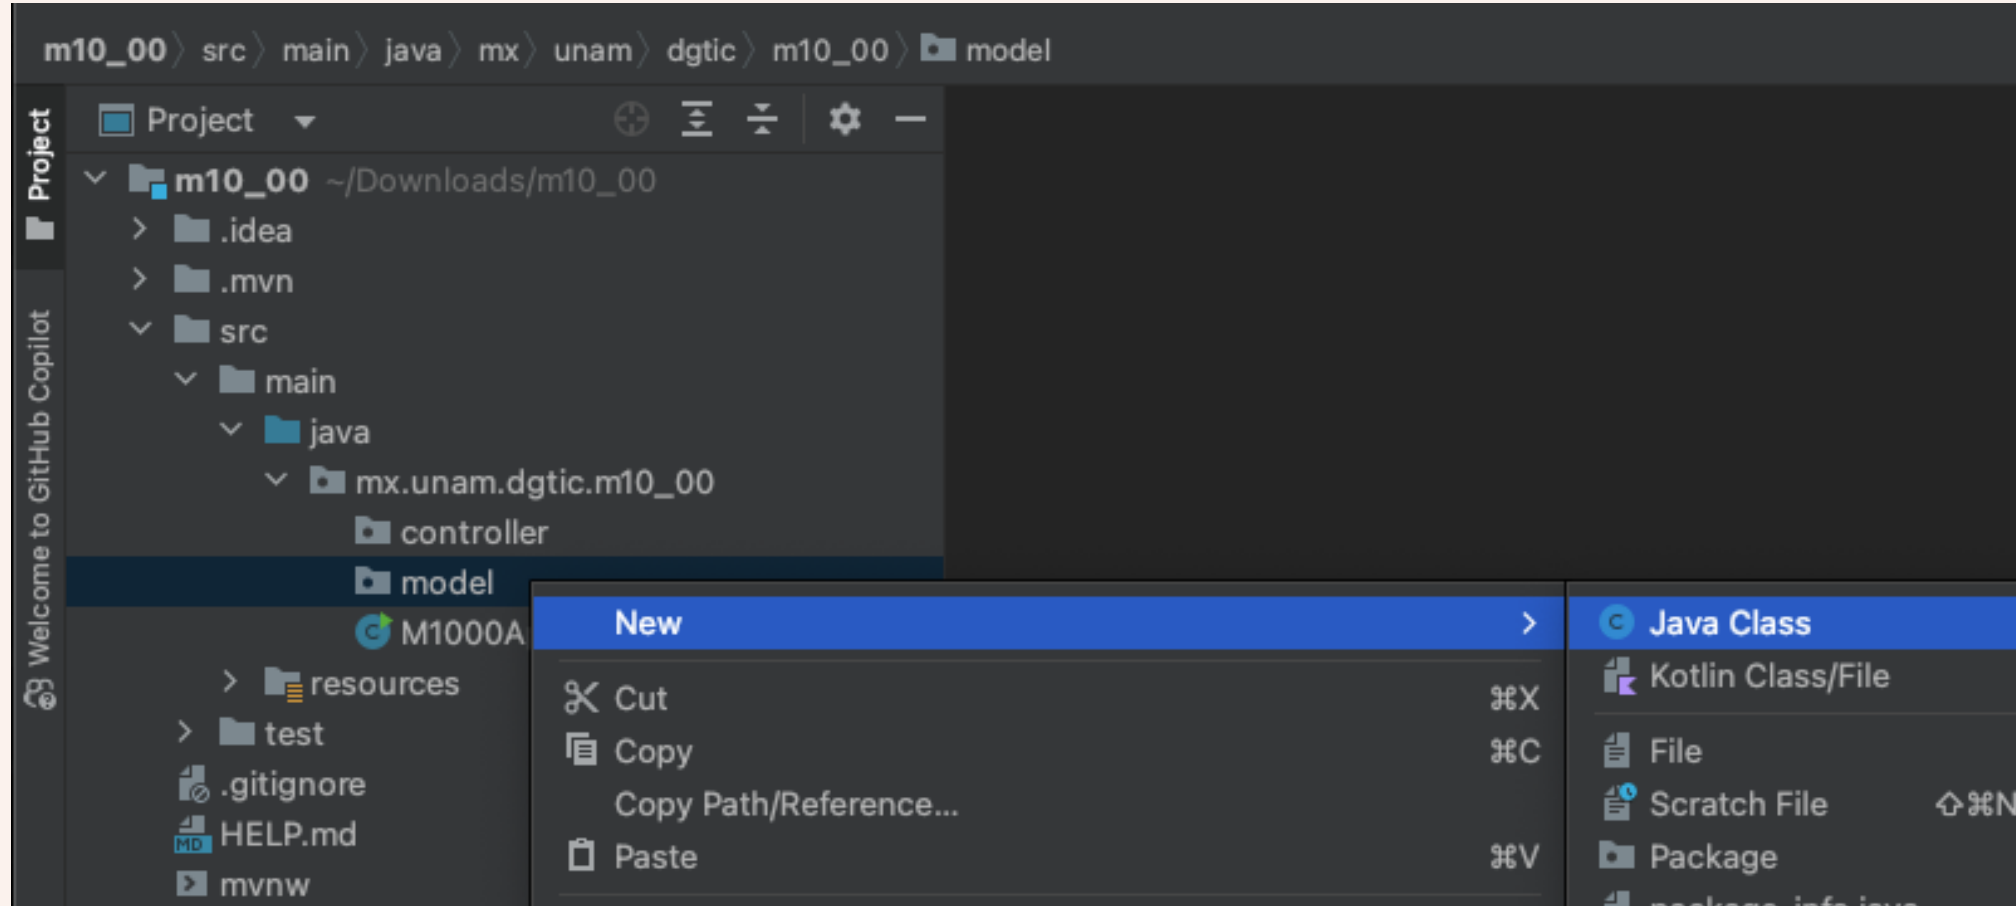 m10_00 〉 src 〉 main 〉 java 〉 mx 〉 unam 〉 dgtic 〉 m10_00 〉 model
Project
Project
Welcome to GitHub Copilot
m10_00 ~/Downloads/m10_00
.idea
.mvn
src
main
java
mx.unam.dgtic.m10_00
controller
model
M1000A
resources
test
.gitignore
HELP.md
mvnw
New
Cut ⌘X
Copy ⌘C
Copy Path/Reference...
Paste ⌘V
Java Class
Kotlin Class/File
File
Scratch File ⇧⌘N
Package